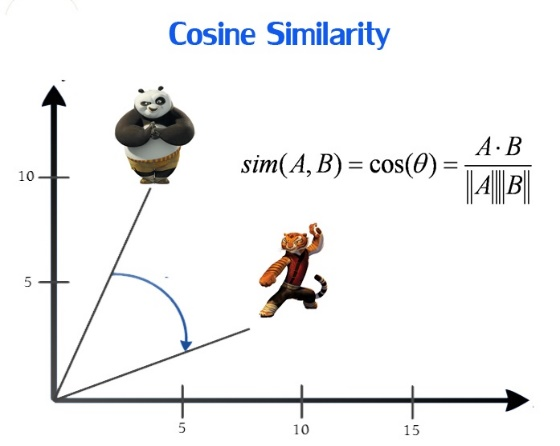 Cosine Similarity
sim(A, B) = cos(θ) = A · B / ‖A‖‖B‖
10
5
5
10
15